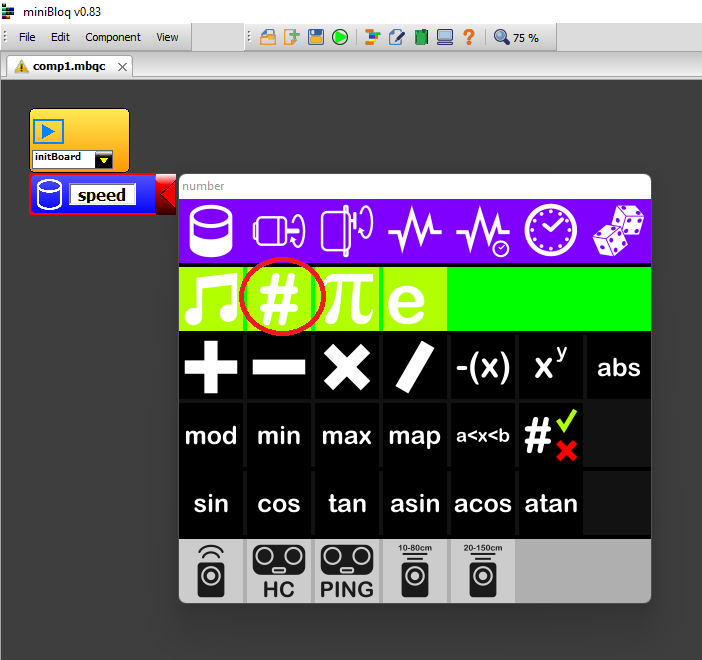 miniBloq v0.83
File Edit Component View 75 %
comp1.mbqc
initBoard
speed
number
# π e
-(x) xʸ abs
mod min max map a<x<b #
sin cos tan asin acos atan
10-80cm 20-150cm
HC PING